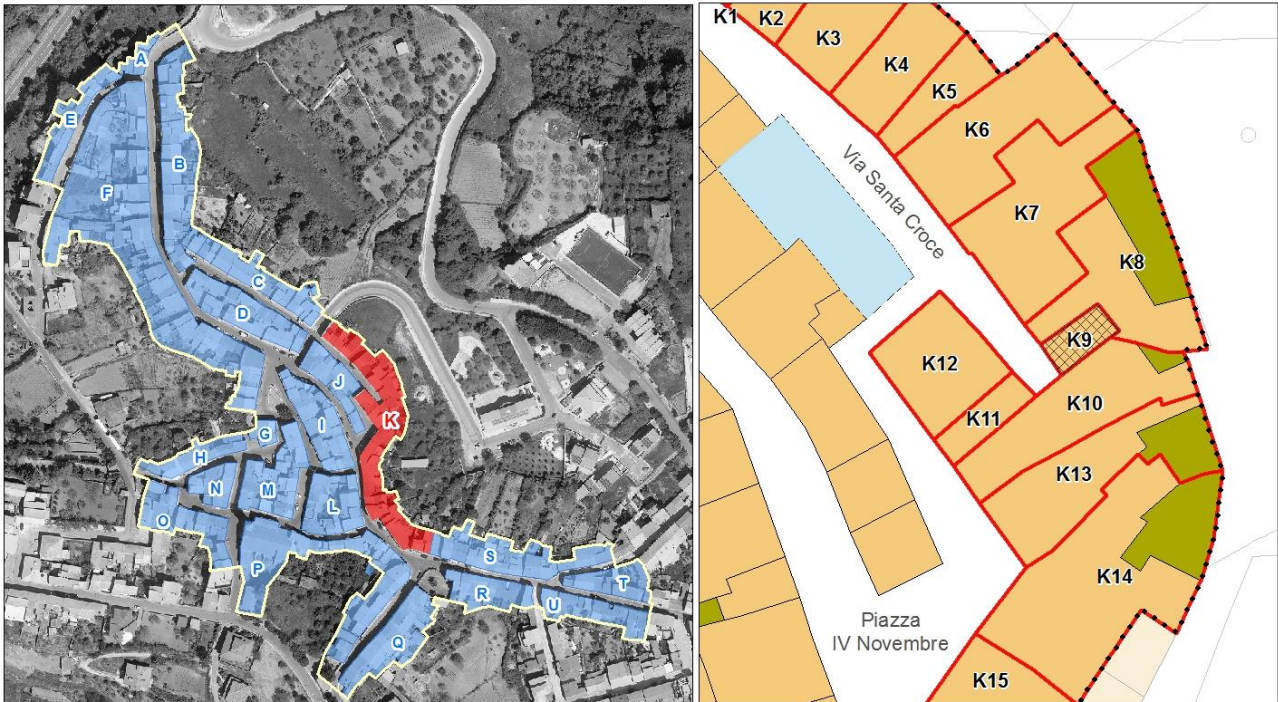 A
E
B
F
C
D
J
K
I
G
H
N
M
L
O
P
S
T
R
U
Q
K1
K2
K3
K4
K5
K6
Via Santa Croce
K7
K8
K9
K12
K11
K10
K13
K14
Piazza
IV Novembre
K15